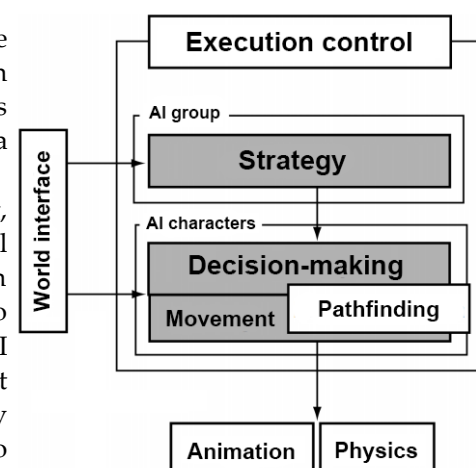 Execution control
AI group
Strategy
World interface
AI characters
Decision-making
Movement
Pathfinding
Animation
Physics